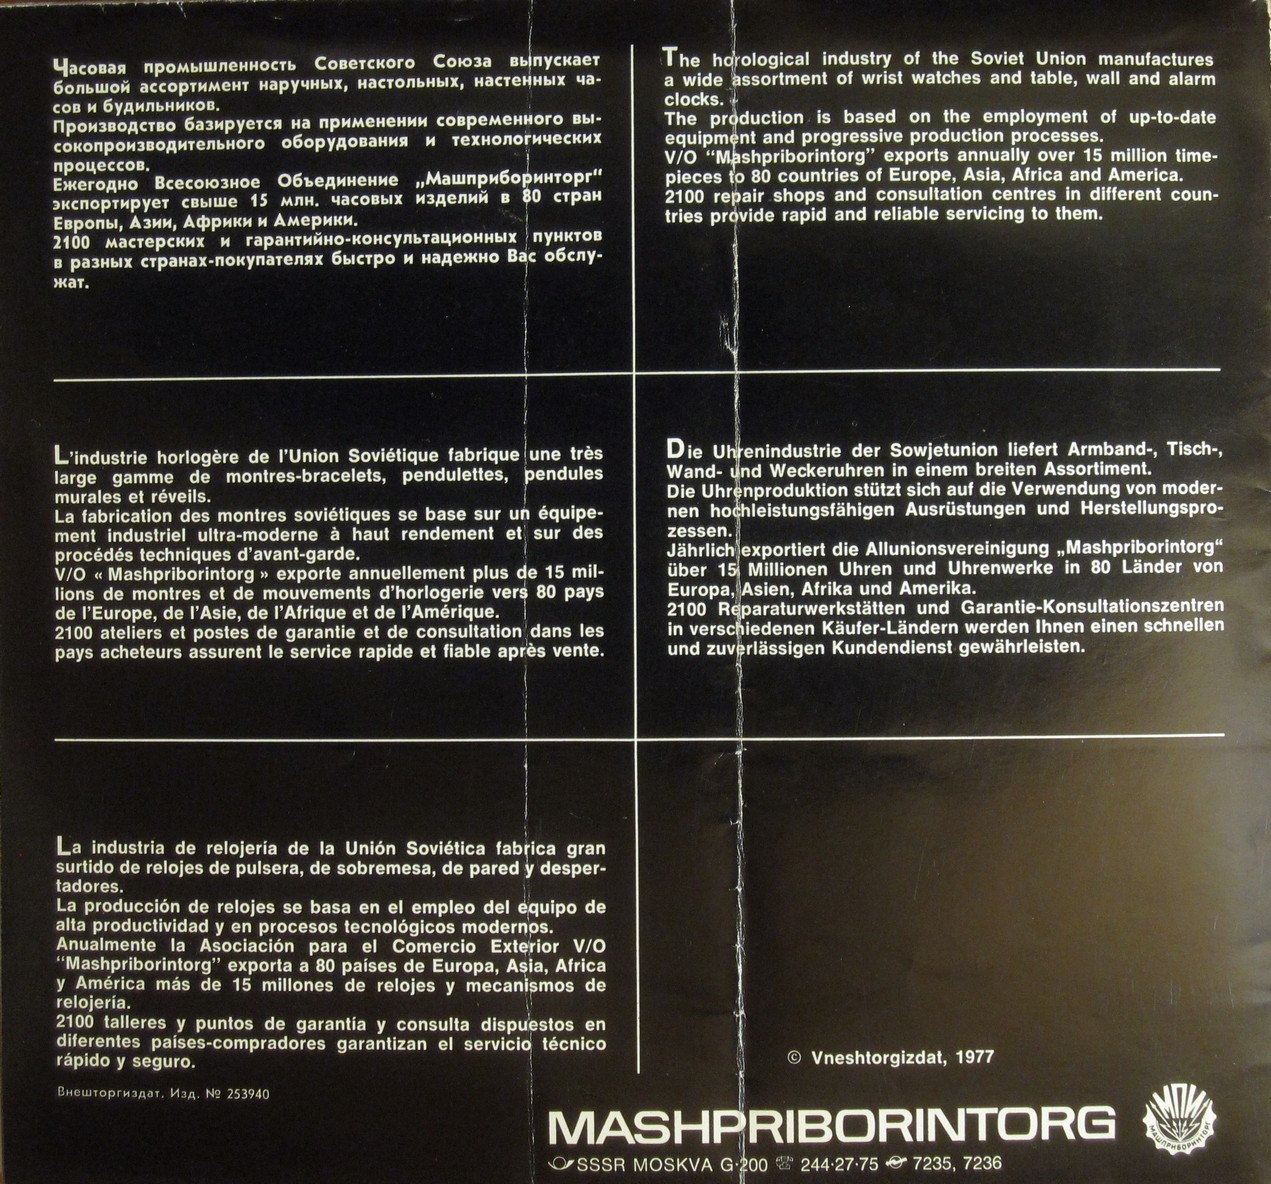 Часовая промышленность Советского Союза выпускает
большой ассортимент наручных, настольных, настенных ча-
сов и будильников.
Производство базируется на применении современного вы-
сокопроизводительного оборудования и технологических
процессов.
Ежегодно Всесоюзное Объединение „Машприборинторг“
экспортирует свыше 15 млн. часовых изделий в 80 стран
Европы, Азии, Африки и Америки.
2100 мастерских и гарантийно-консультационных пунктов
в разных странах-покупателях быстро и надежно Вас обслу-
жат.
The horological industry of the Soviet Union manufactures
a wide assortment of wrist watches and table, wall and alarm
clocks.
The production is based on the employment of up-to-date
equipment and progressive production processes.
V/O “Mashpriborintorg” exports annually over 15 million time-
pieces to 80 countries of Europe, Asia, Africa and America.
2100 repair shops and consultation centres in different coun-
tries provide rapid and reliable servicing to them.
L'industrie horlogère de l'Union Soviétique fabrique une très
large gamme de montres-bracelets, pendulettes, pendules
murales et réveils.
La fabrication des montres soviétiques se base sur un équipe-
ment industriel ultra-moderne à haut rendement et sur des
procédés techniques d'avant-garde.
V/O « Mashpriborintorg » exporte annuellement plus de 15 mil-
lions de montres et de mouvements d'horlogerie vers 80 pays
de l'Europe, de l'Asie, de l'Afrique et de l'Amérique.
2100 ateliers et postes de garantie et de consultation dans les
pays acheteurs assurent le service rapide et fiable après vente.
Die Uhrenindustrie der Sowjetunion liefert Armband-, Tisch-,
Wand- und Weckeruhren in einem breiten Assortiment.
Die Uhrenproduktion stützt sich auf die Verwendung von moder-
nen hochleistungsfähigen Ausrüstungen und Herstellungspro-
zessen.
Jährlich exportiert die Allunionsvereinigung „Mashpriborintorg“
über 15 Millionen Uhren und Uhrenwerke in 80 Länder von
Europa, Asien, Afrika und Amerika.
2100 Reparaturwerkstätten und Garantie-Konsultationszentren
in verschiedenen Käufer-Ländern werden Ihnen einen schnellen
und zuverlässigen Kundendienst gewährleisten.
La industria de relojería de la Unión Soviética fabrica gran
surtido de relojes de pulsera, de sobremesa, de pared y desper-
tadores.
La producción de relojes se basa en el empleo del equipo de
alta productividad y en procesos tecnológicos modernos.
Anualmente la Asociación para el Comercio Exterior V/O
“Mashpriborintorg” exporta a 80 países de Europa, Asia, Africa
y América más de 15 millones de relojes y mecanismos de
relojería.
2100 talleres y puntos de garantía y consulta dispuestos en
diferentes países-compradores garantizan el servicio técnico
rápido y seguro.
Внешторгиздат. Изд. № 253940
© Vneshtorgizdat, 1977
MASHPRIBORINTORG
SSSR MOSKVA G-200 244-27-75 7235, 7236
МПИ
МАШПРИБОРИНТОРГ